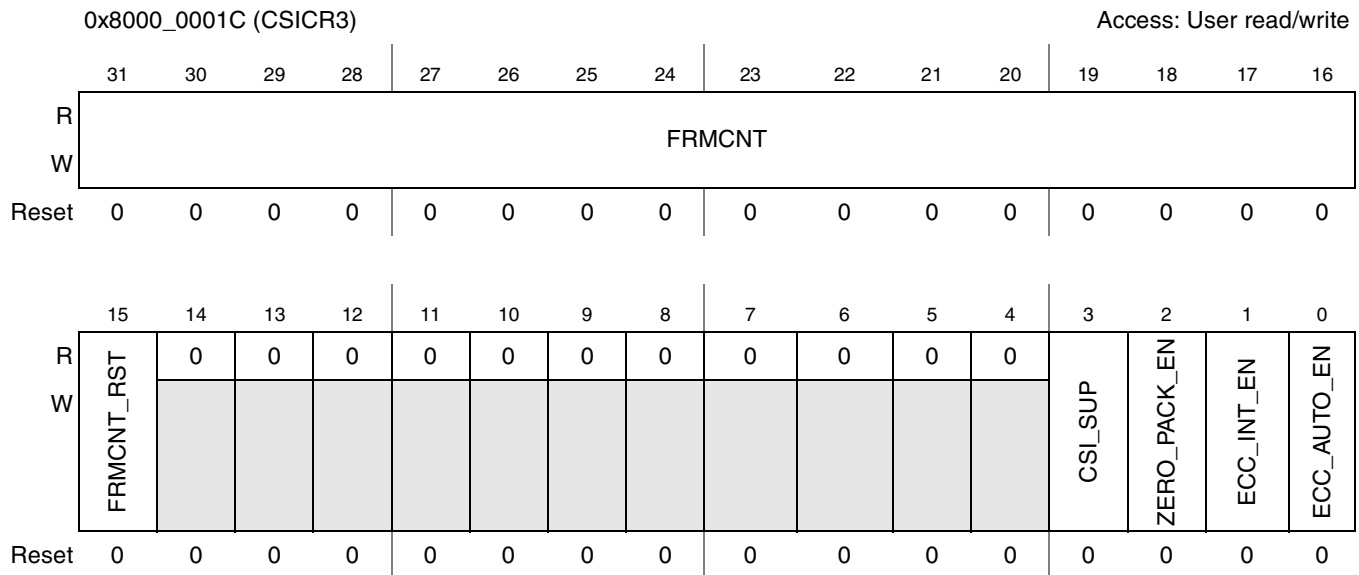 0x8000_0001C (CSICR3) Access: User read/write
31 30 29 28 27 26 25 24 23 22 21 20 19 18 17 16
R
FRMCNT
W
Reset 0 0 0 0 0 0 0 0 0 0 0 0 0 0 0 0
15 14 13 12 11 10 9 8 7 6 5 4 3 2 1 0
R FRMCNT_RST 0 0 0 0 0 0 0 0 0 0 0 CSI_SUP ZERO_PACK_EN ECC_INT_EN ECC_AUTO_EN
W
Reset 0 0 0 0 0 0 0 0 0 0 0 0 0 0 0 0